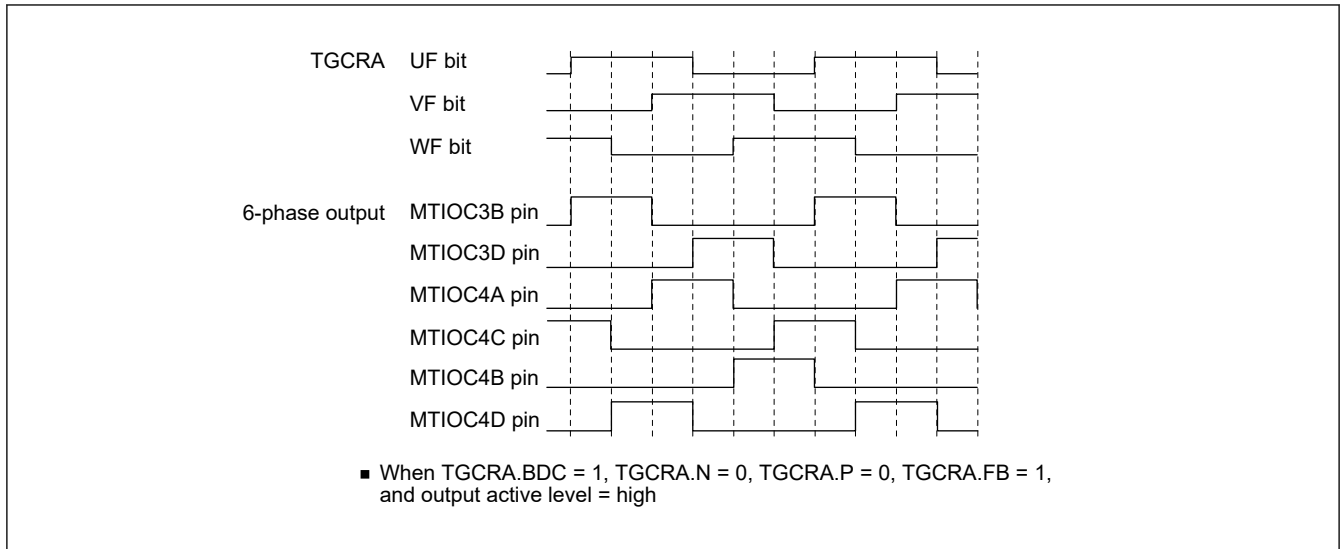 TGCRA UF bit
VF bit
WF bit
6-phase output MTIOC3B pin
MTIOC3D pin
MTIOC4A pin
MTIOC4C pin
MTIOC4B pin
MTIOC4D pin
■ When TGCRA.BDC = 1, TGCRA.N = 0, TGCRA.P = 0, TGCRA.FB = 1,
and output active level = high